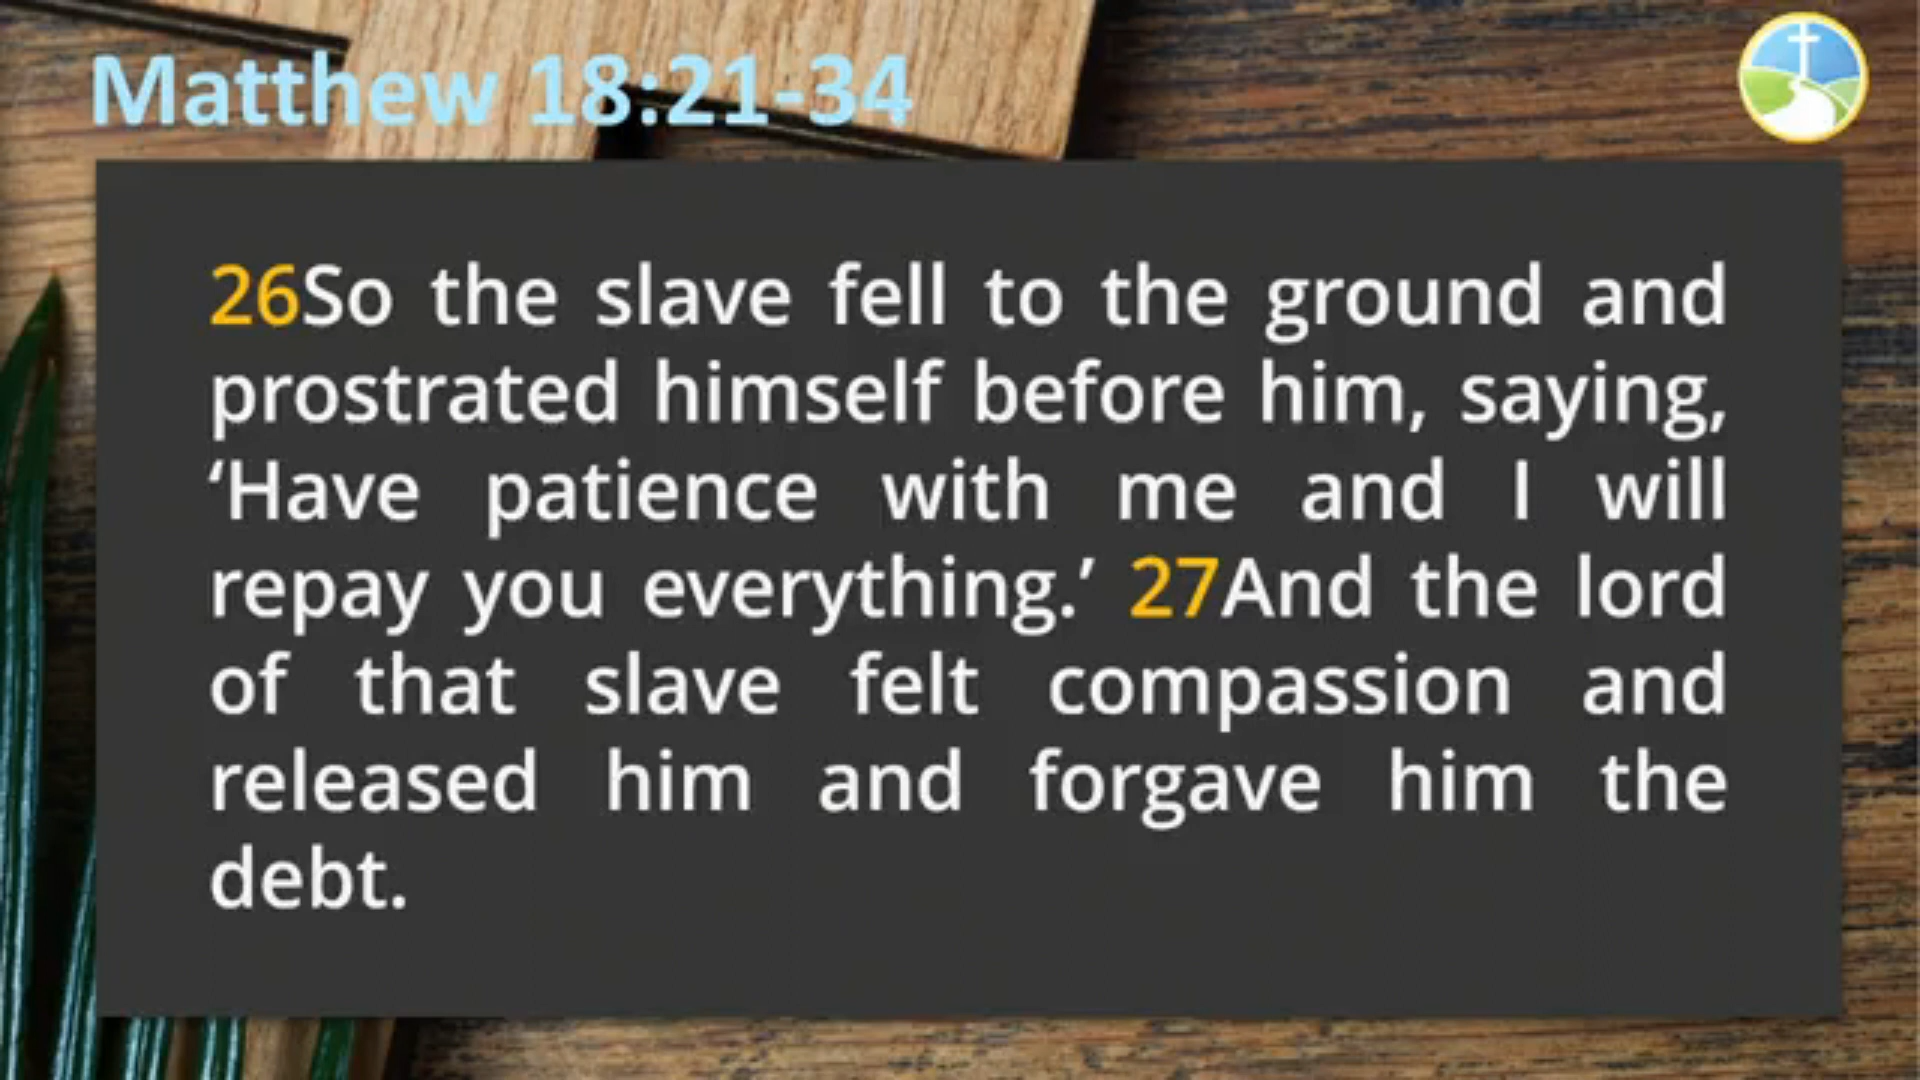 Matthew 18:21-34
26So the slave fell to the ground and
prostrated himself before him, saying,
‘Have patience with me and I will
repay you everything.’ 27And the lord
of that slave felt compassion and
released him and forgave him the
debt.